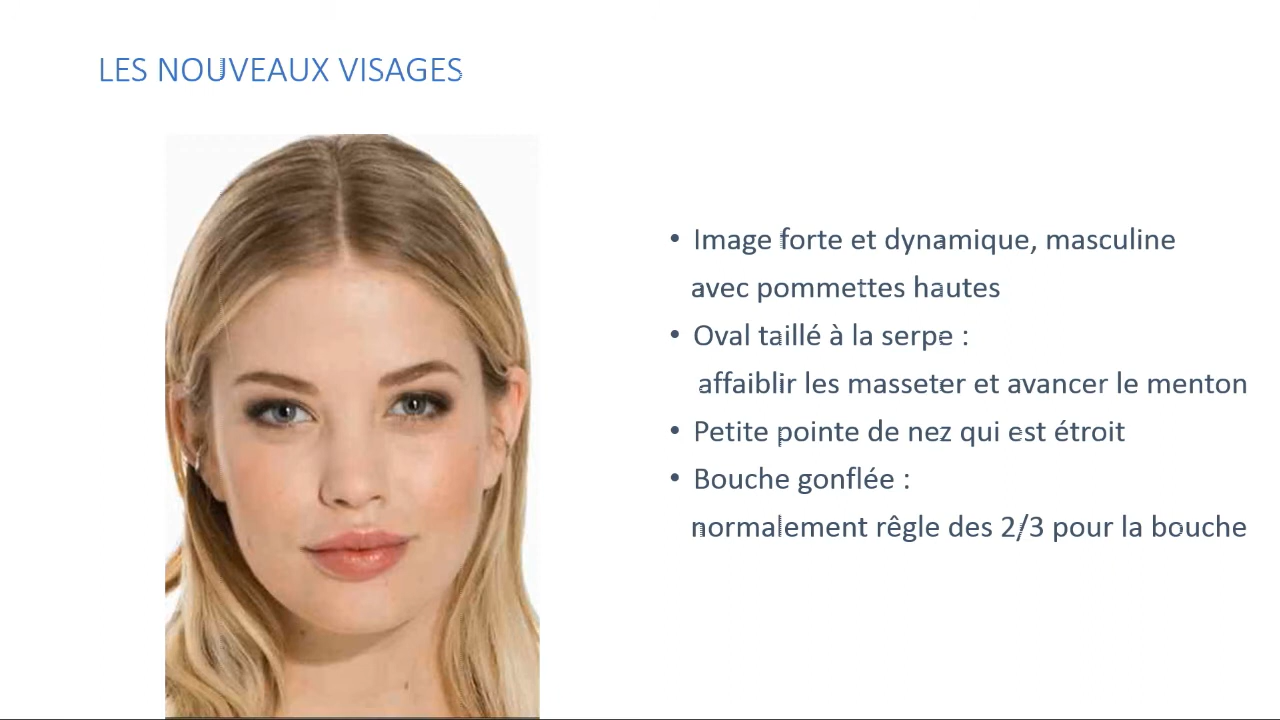 LES NOUVEAUX VISAGES
• Image forte et dynamique, masculine
avec pommettes hautes
• Oval taillé à la serpe :
affaiblir les masseter et avancer le menton
• Petite pointe de nez qui est étroit
• Bouche gonflée :
normalement rêgle des 2/3 pour la bouche